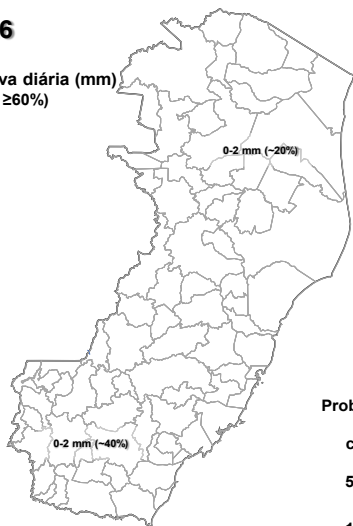 6
va diária (mm)
≥60%)
0-2 mm (~20%)
Prob
c
0-2 mm (~40%)
5
1